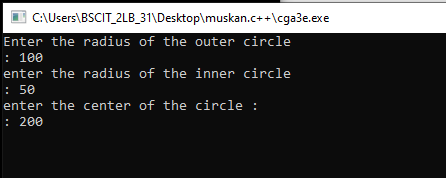 C:\Users\BSCIT_2LB_31\Desktop\muskan.c++\cga3e.exe
Enter the radius of the outer circle
: 100
enter the radius of the inner circle
: 50
enter the center of the circle :
: 200